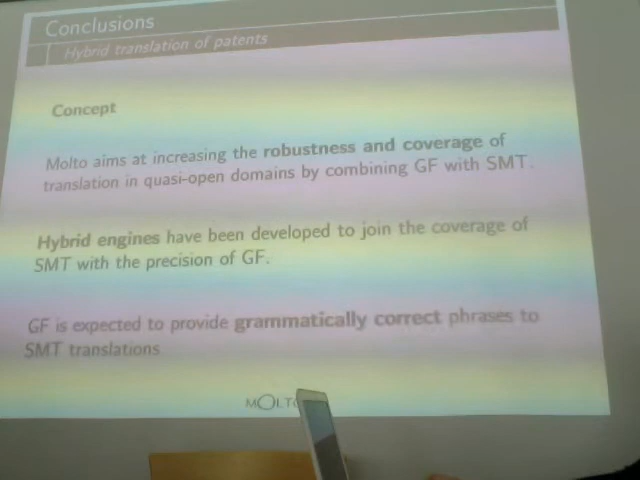 Conclusions
Hybrid translation of patents
Concept
Molto aims at increasing the robustness and coverage of
translation in quasi-open domains by combining GF with SMT.
Hybrid engines have been developed to join the coverage of
SMT with the precision of GF.
GF is expected to provide grammatically correct phrases to
SMT translations
MOLTO